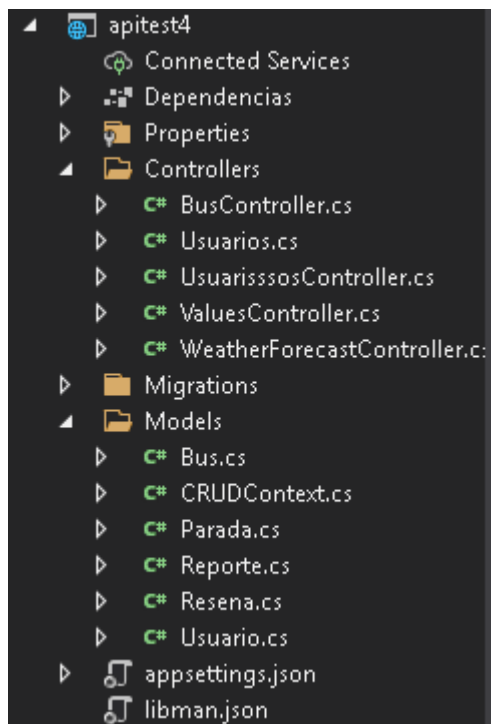 apitest4
Connected Services
Dependencias
Properties
Controllers
C# BusController.cs
C# Usuarios.cs
C# UsuarisssosController.cs
C# ValuesController.cs
C# WeatherForecastController.c
Migrations
Models
C# Bus.cs
C# CRUDContext.cs
C# Parada.cs
C# Reporte.cs
C# Resena.cs
C# Usuario.cs
appsettings.json
libman.json